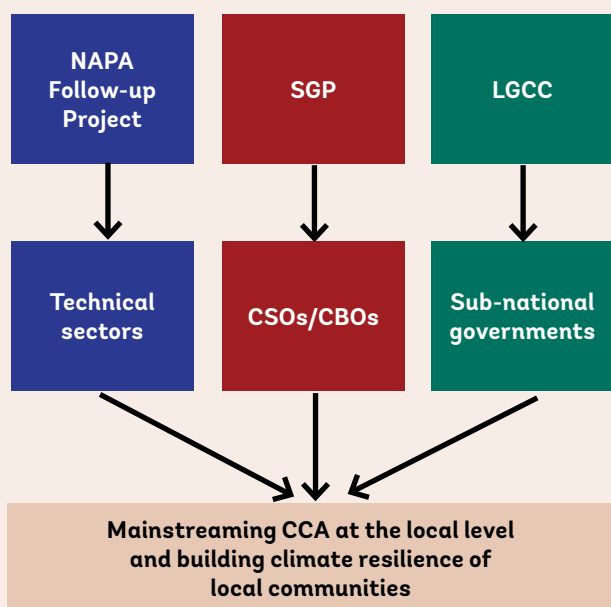 NAPA
Follow-up
Project
SGP
LGCC
Technical
sectors
CSOs/CBOs
Sub-national
governments
Mainstreaming CCA at the local level
and building climate resilience of
local communities